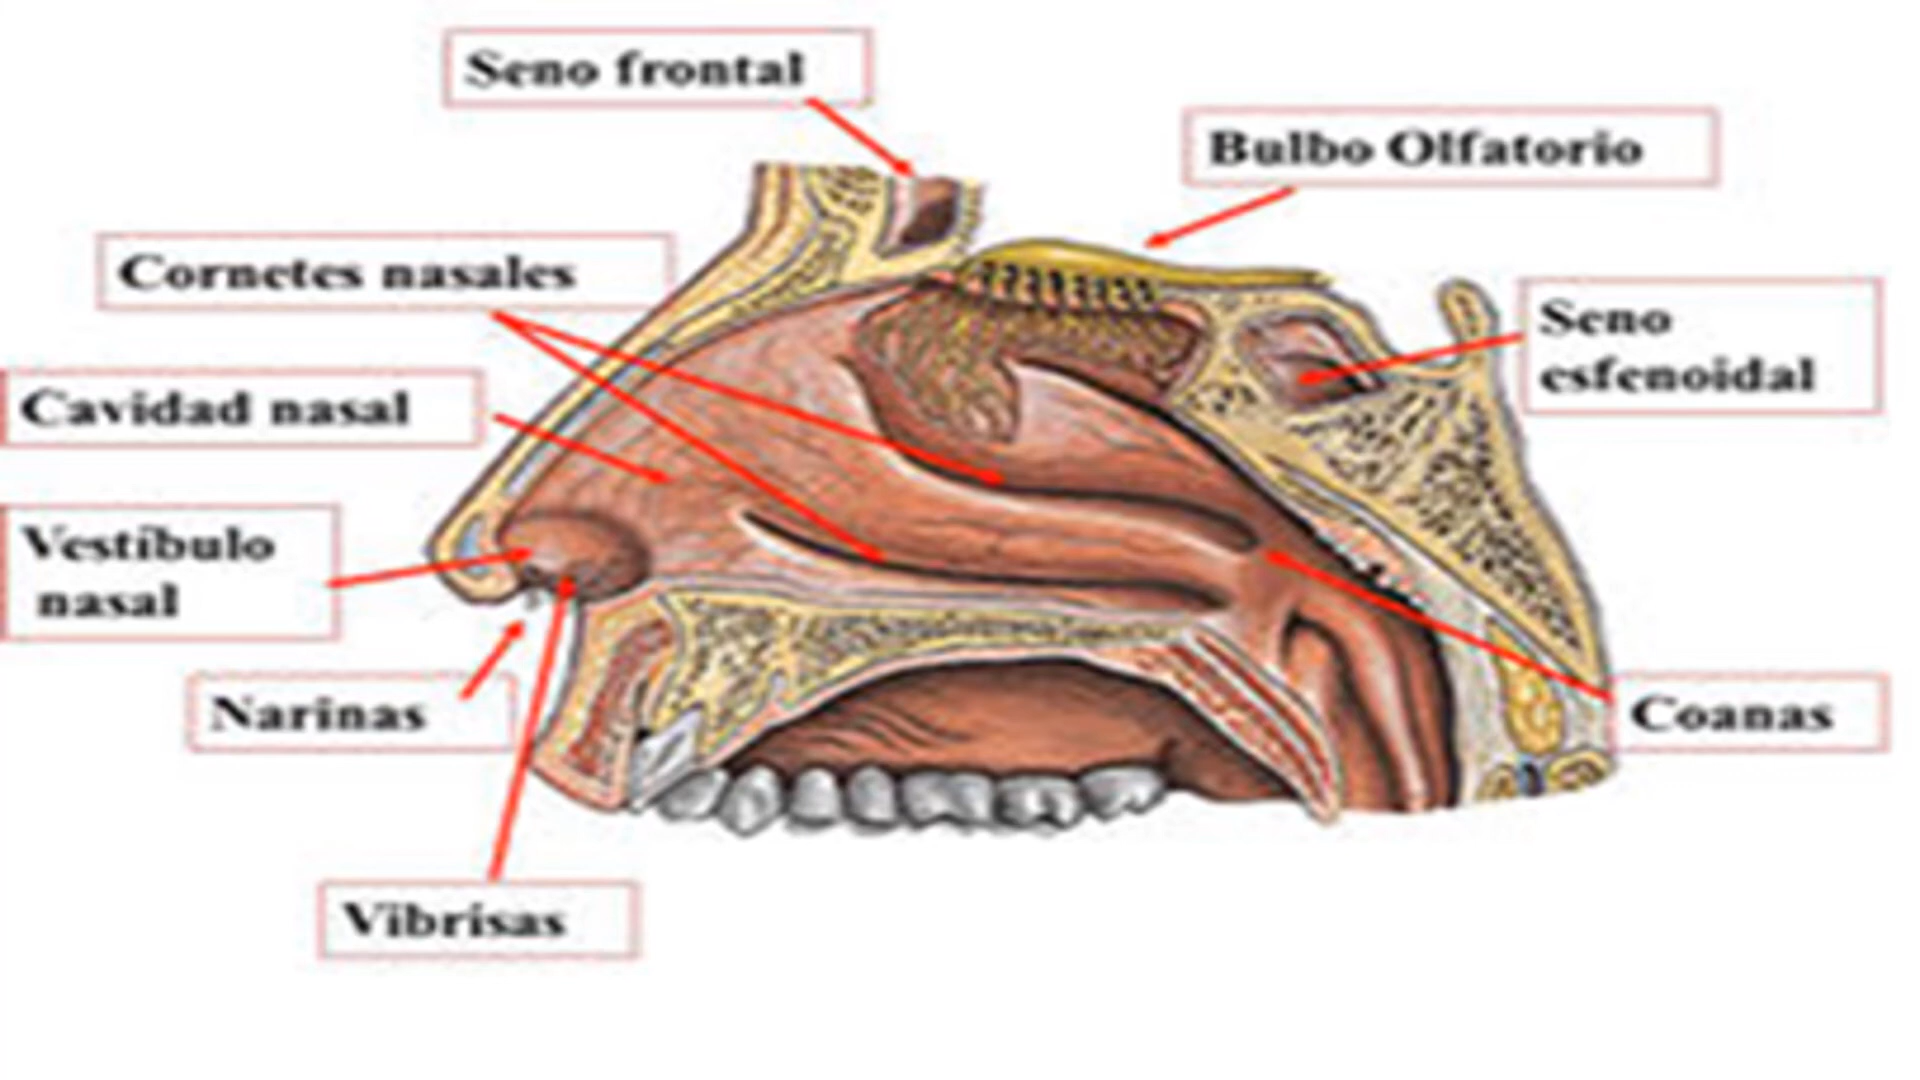 Seno frontal
Bulbo Olfatorio
Cornetes nasales
Seno
esfenoidal
Cavidad nasal
Vestíbulo
nasal
Narinas
Coanas
Vibrisas